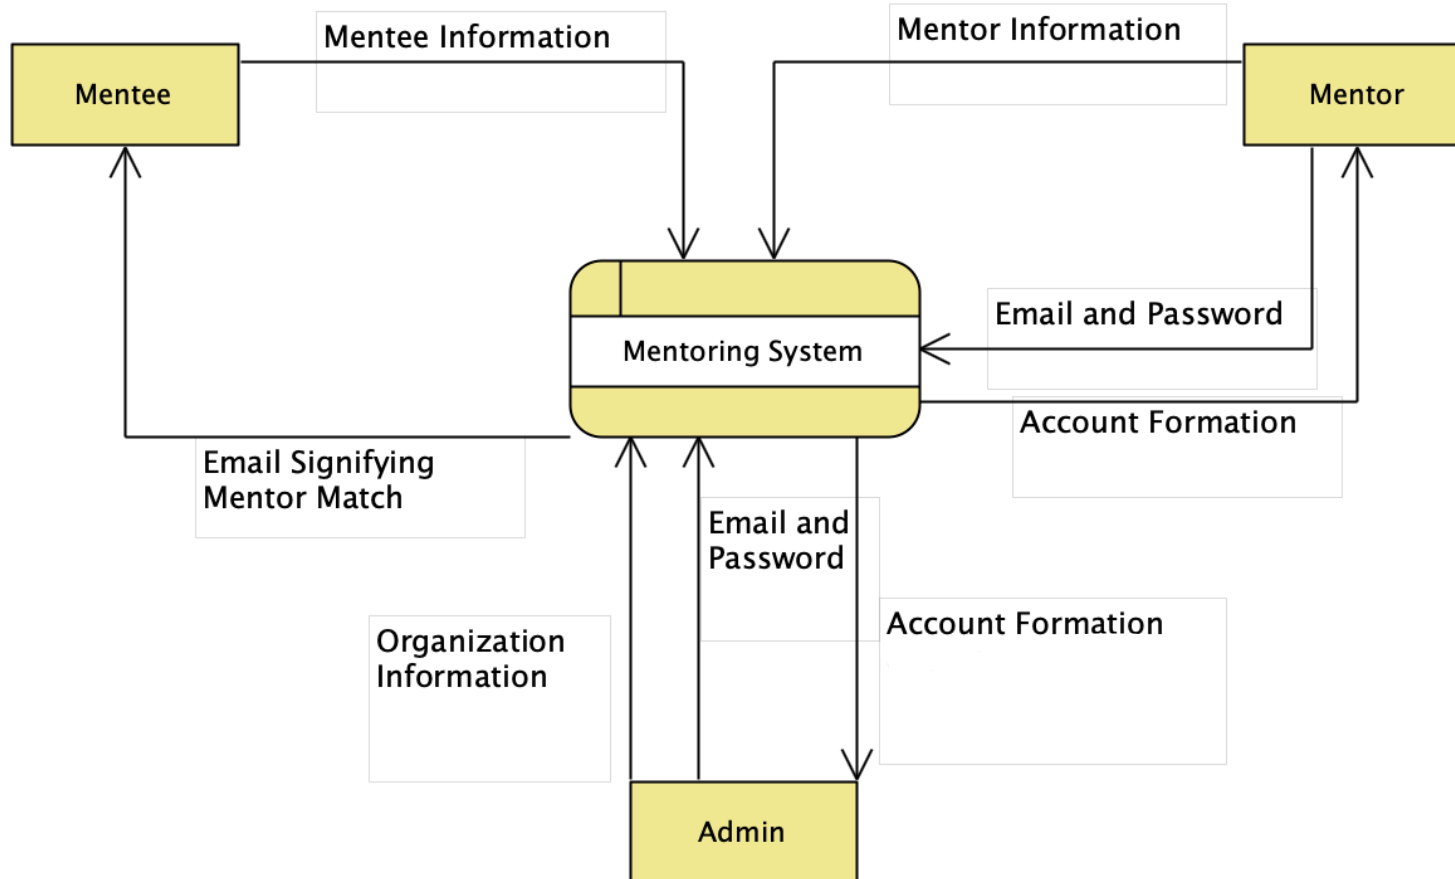 Mentee Information
Mentor Information
Mentee
Mentor
Email and Password
Mentoring System
Account Formation
Email Signifying
Mentor Match
Email and
Password
Organization
Information
Account Formation
Admin